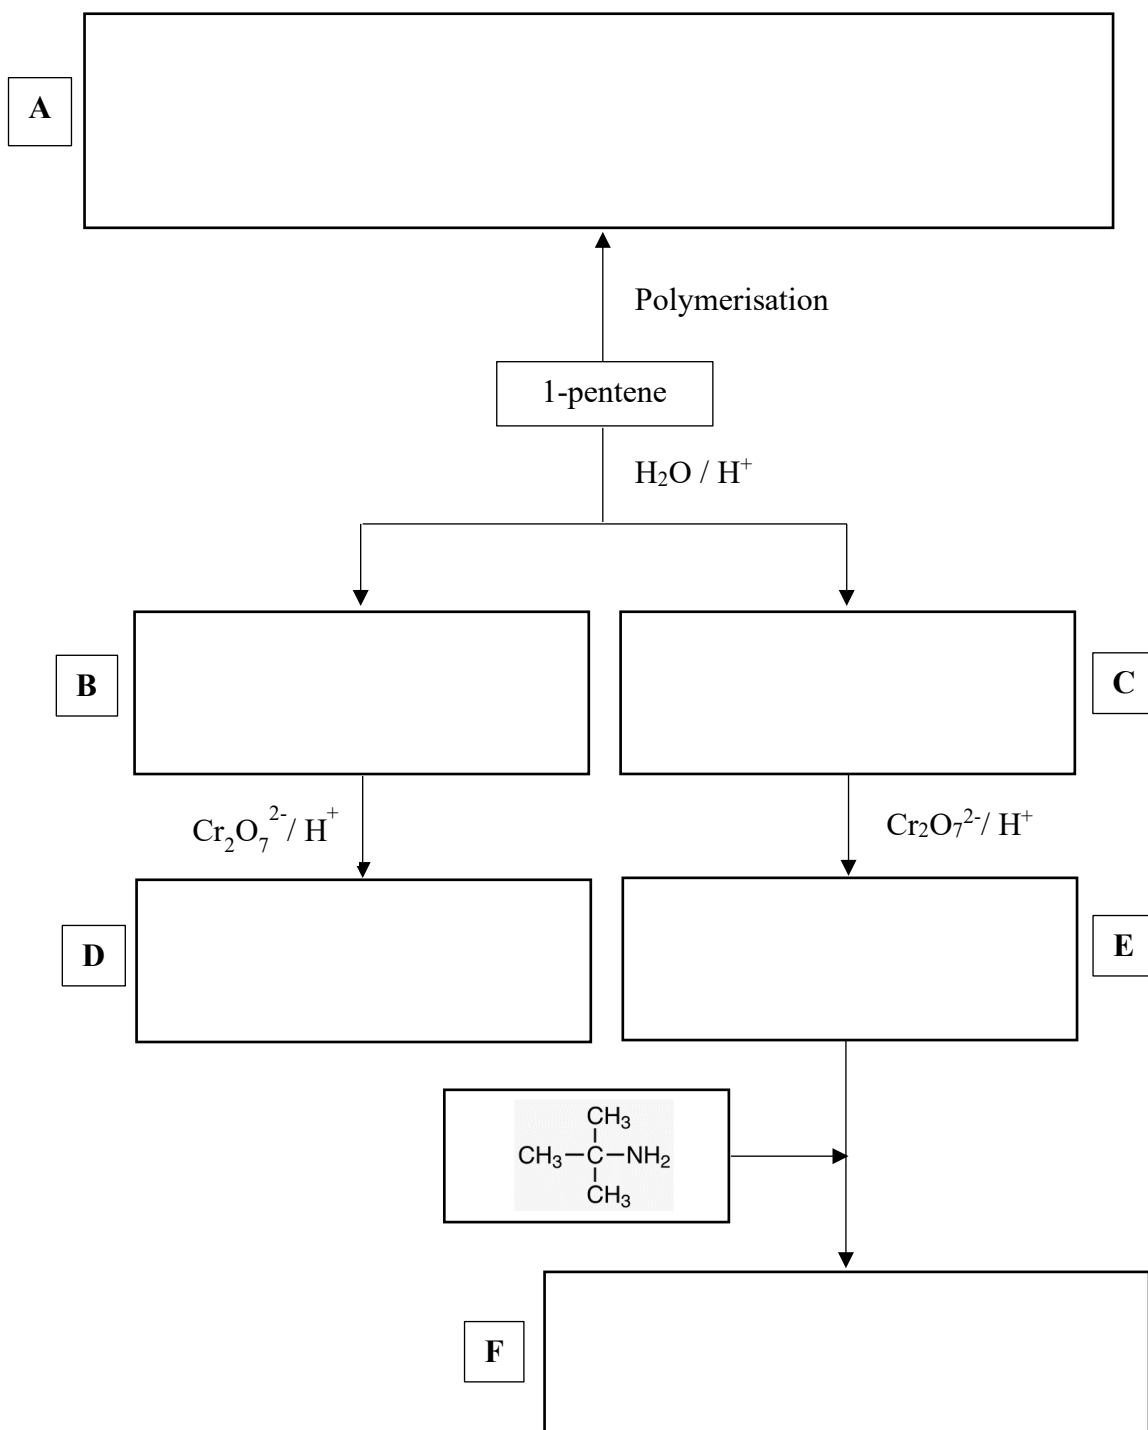 A
Polymerisation
1-pentene
H₂O / H⁺
B
C
Cr₂O₇²⁻/ H⁺
Cr₂O₇²⁻/ H⁺
D
E
CH₃
CH₃—C—NH₂
CH₃
F